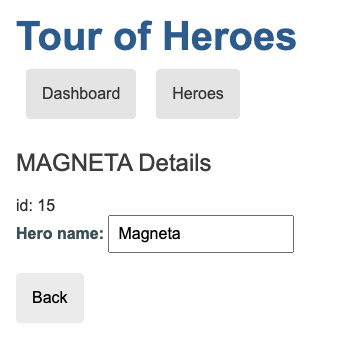 Tour of Heroes
Dashboard Heroes
MAGNETA Details
id: 15
Hero name: Magneta
Back